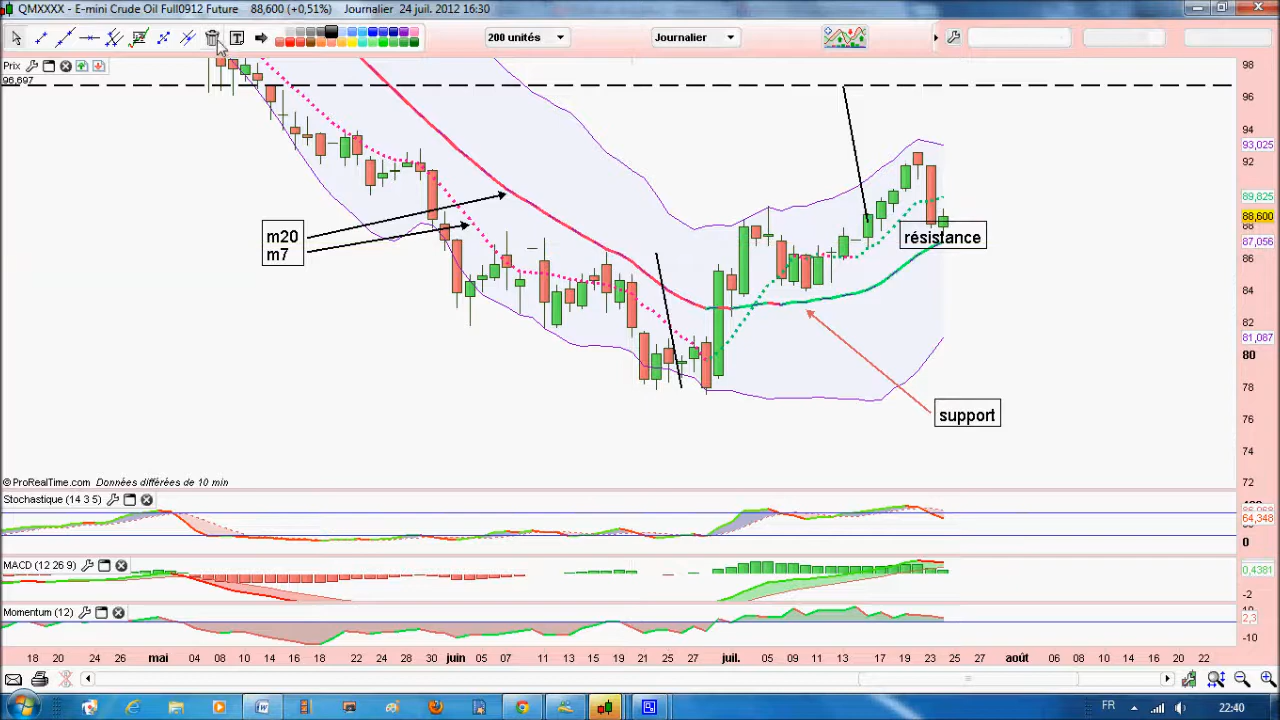 QMXXXX - E-mini Crude Oil Full0912 Future 88,600 (+0,51%) Journalier 24 juil. 2012 16:30
200 unités
Journalier
Prix
96,697
98
96
94
93,025
92
89,825
88,600
88
87,056
86
84
82
81,087
80
78
76
74
72
m20
m7
résistance
support
©ProRealTime.com Données différées de 10 min
Stochastique (14 3 5)
64,348
0
MACD (12 26 9)
0,4381
-2
Momentum (12)
2,3
-10
18 22 24 26 mai 04 08 10 14 16 18 22 24 28 30 juin 05 07 11 13 15 19 21 25 27 juil. 05 09 11 13 17 19 23 25 27 août 06 08 10 14 16 20 22
FR 22:40